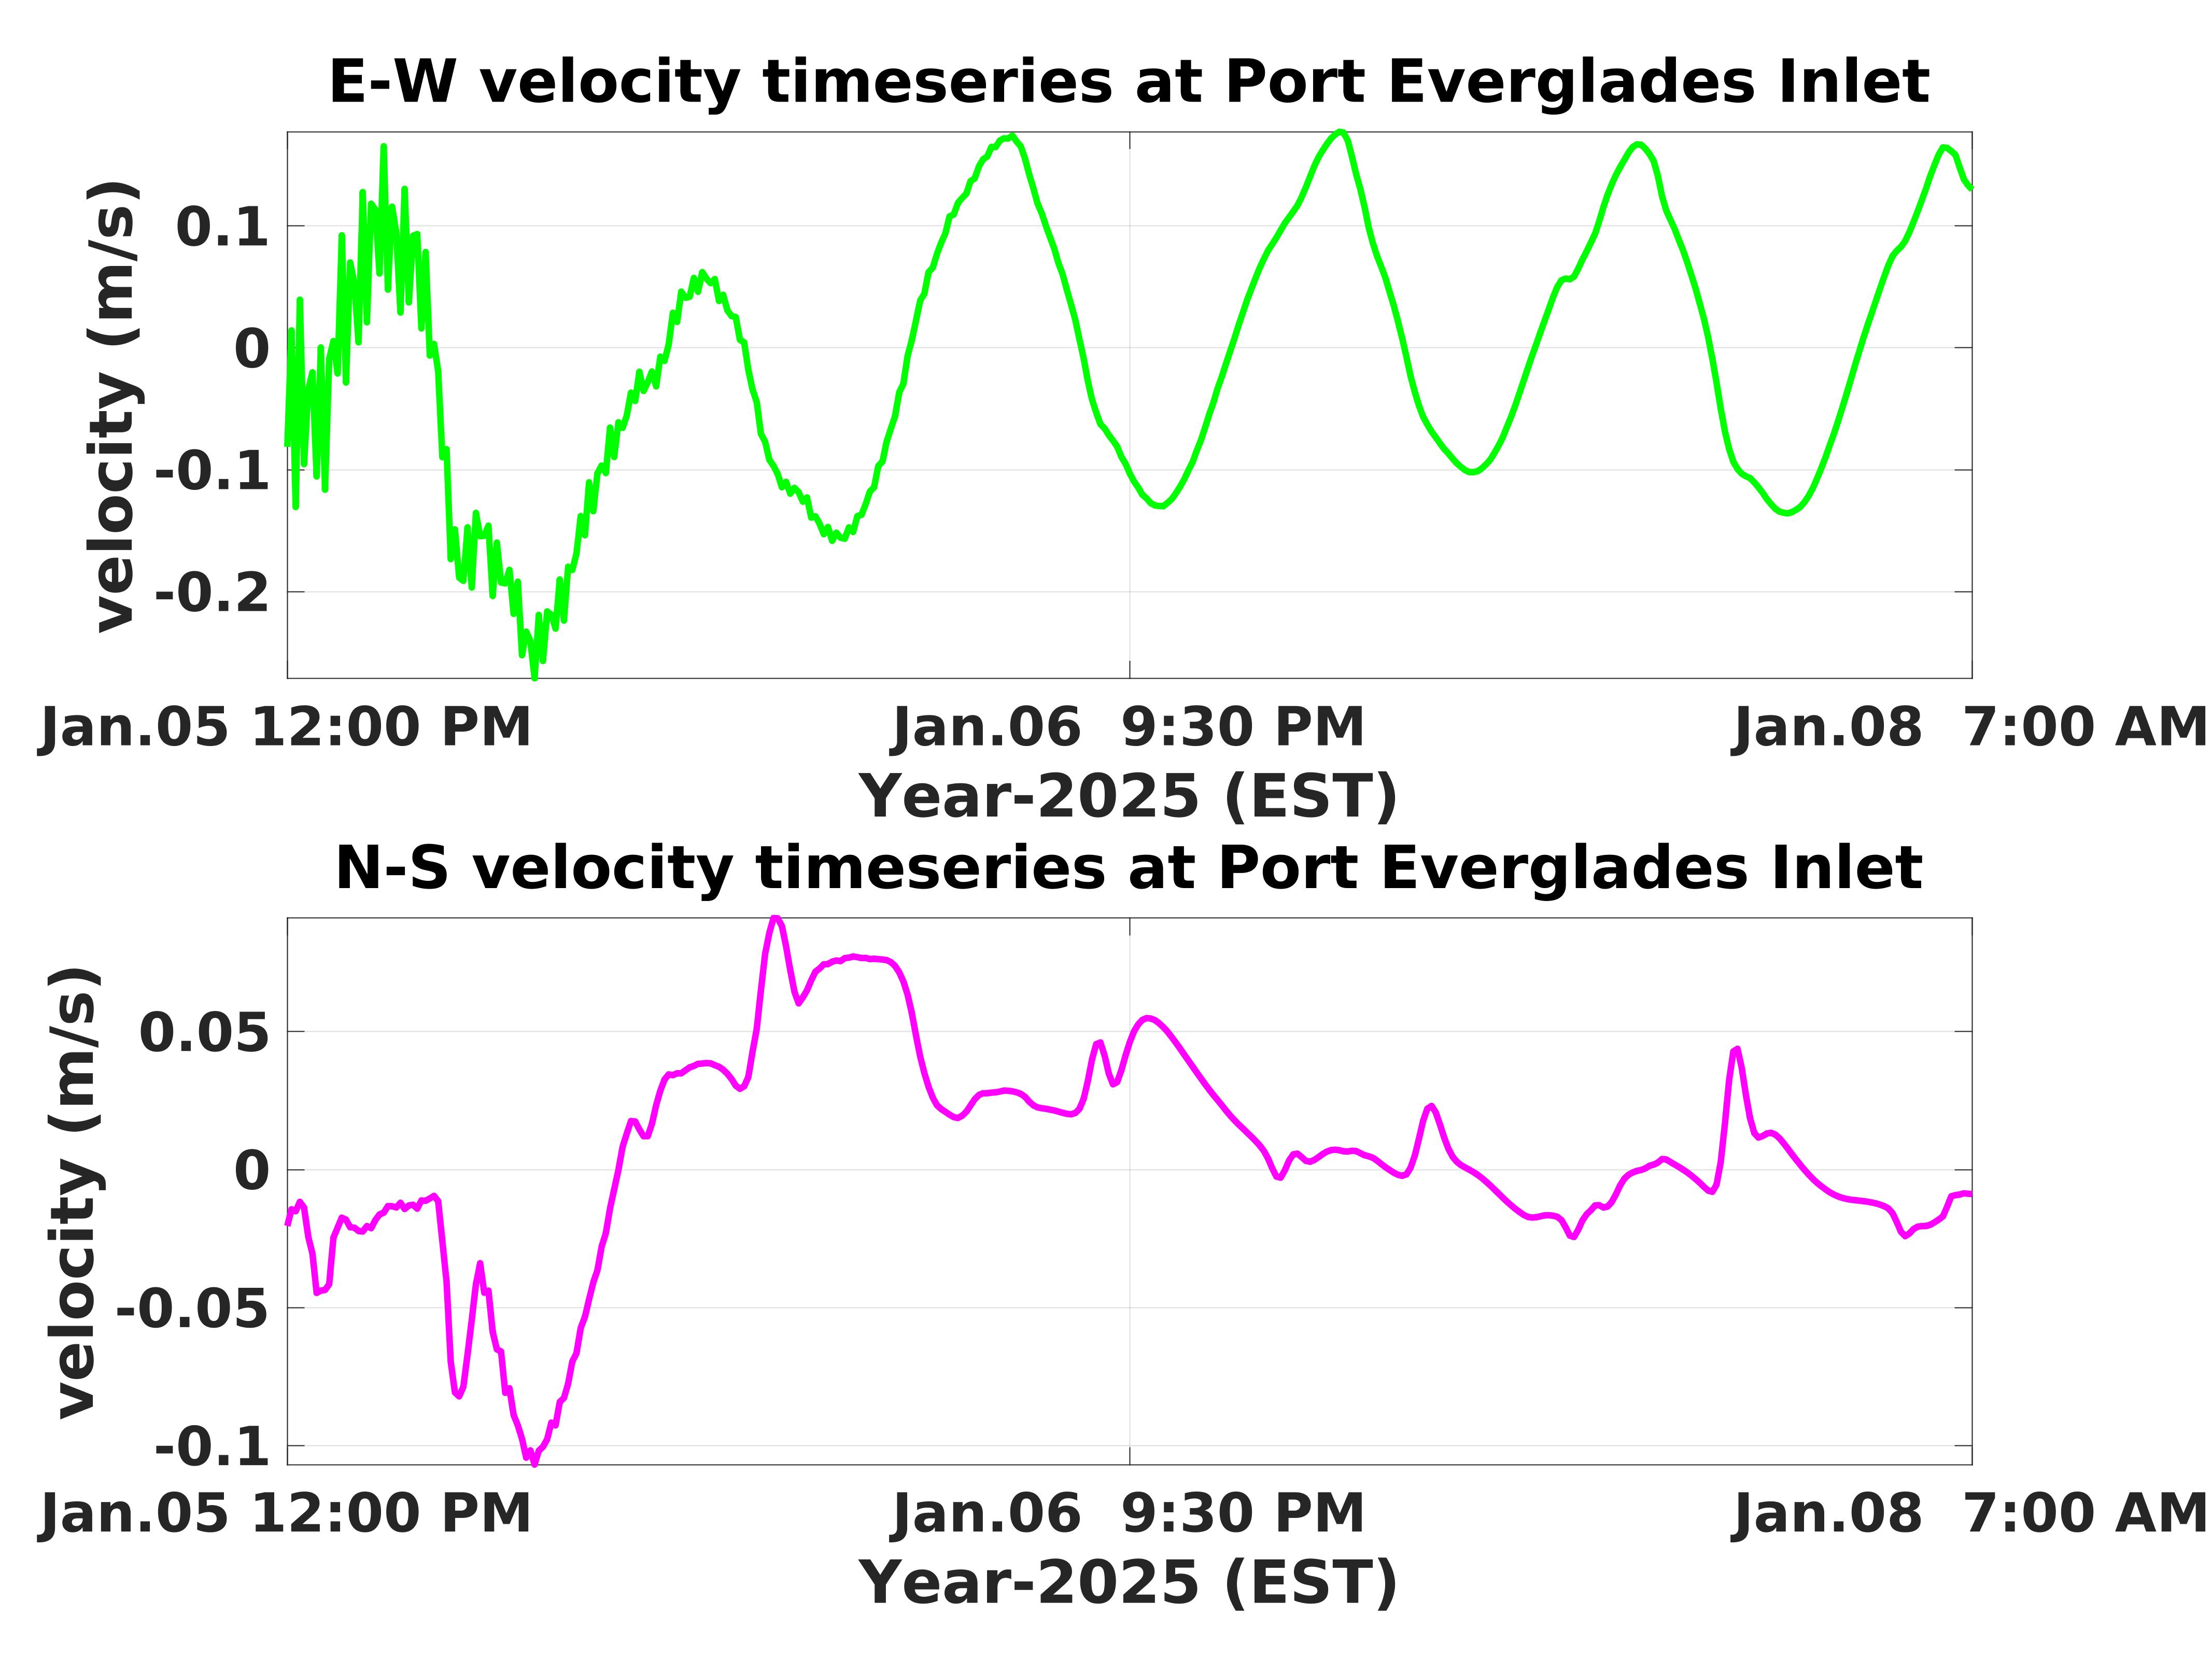 E-W velocity timeseries at Port Everglades Inlet
velocity (m/s)
0.1
0
-0.1
-0.2
Jan.05 12:00 PM Jan.06 9:30 PM Jan.08 7:00 AM
Year-2025 (EST)
N-S velocity timeseries at Port Everglades Inlet
velocity (m/s)
0.05
0
-0.05
-0.1
Jan.05 12:00 PM Jan.06 9:30 PM Jan.08 7:00 AM
Year-2025 (EST)